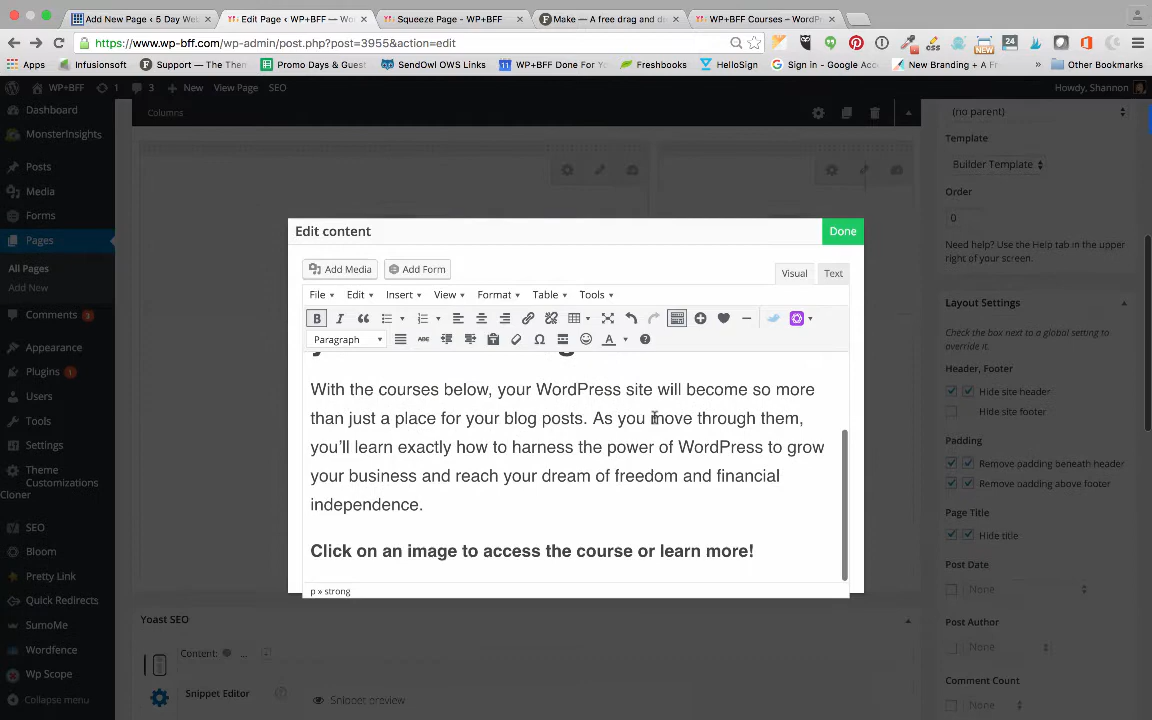 Add New Page ‹ 5 Day Web
Edit Page ‹ WP+BFF — Wo
Squeeze Page - WP+BFF
Make — A free drag and d
WP+BFF Courses – WordPr
https://www.wp-bff.com/wp-admin/post.php?post=3955&action=edit
Apps
Infusionsoft
Support — The Them
Promo Days & Guest
SendOwl OWS Links
WP+BFF Done For Yo
Freshbooks
HelloSign
Sign in - Google Ac
New Branding + A Fr
»
Other Bookmarks
WP+BFF
1
3
New
View Page
SEO
Howdy, Shannon
Dashboard
MonsterInsights
Posts
Media
Forms
Pages
All Pages
Add New
Comments 3
Appearance
Plugins 1
Users
Tools
Settings
Theme
Customizations
Cloner
SEO
Bloom
Pretty Link
Quick Redirects
SumoMe
Wordfence
Wp Scope
Collapse menu
Columns
Edit content
Done
Add Media
Add Form
Visual
Text
File
Edit
Insert
View
Format
Table
Tools
Paragraph
With the courses below, your WordPress site will become so more
than just a place for your blog posts. As you move through them,
you’ll learn exactly how to harness the power of WordPress to grow
your business and reach your dream of freedom and financial
independence.
Click on an image to access the course or learn more!
p » strong
Yoast SEO
Content:
Snippet Editor
Snippet preview
(no parent)
Template
Builder Template
Order
0
Need help? Use the Help tab in the upper
right of your screen.
Layout Settings
Check the box next to a global setting to
override it.
Header, Footer
Hide site header
Hide site footer
Padding
Remove padding beneath header
Remove padding above footer
Page Title
Hide title
Post Date
None
Post Author
None
Comment Count
None